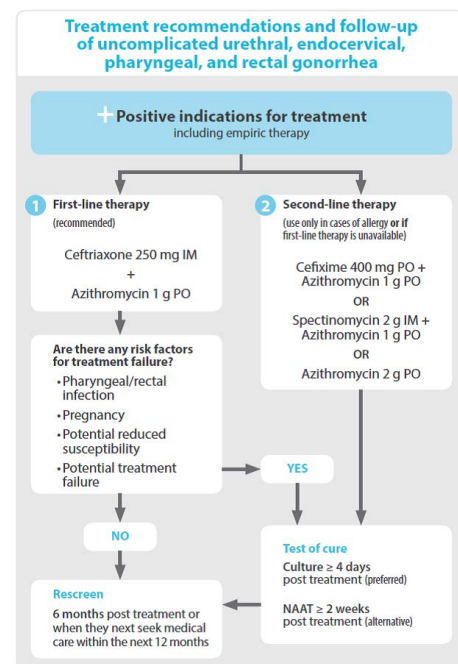 Treatment recommendations and follow-up
of uncomplicated urethral, endocervical,
pharyngeal, and rectal gonorrhea
+ Positive indications for treatment
including empiric therapy
1 First-line therapy
(recommended)
Ceftriaxone 250 mg IM
+
Azithromycin 1 g PO
2 Second-line therapy
(use only in cases of allergy or if
first-line therapy is unavailable)
Cefixime 400 mg PO +
Azithromycin 1 g PO
OR
Spectinomycin 2 g IM +
Azithromycin 1 g PO
OR
Azithromycin 2 g PO
Are there any risk factors
for treatment failure?
• Pharyngeal/rectal
infection
• Pregnancy
• Potential reduced
susceptibility
• Potential treatment
failure
YES
NO
Test of cure
Culture ≥ 4 days
post treatment (preferred)
NAAT ≥ 2 weeks
post treatment (alternative)
Rescreen
6 months post treatment or
when they next seek medical
care within the next 12 months